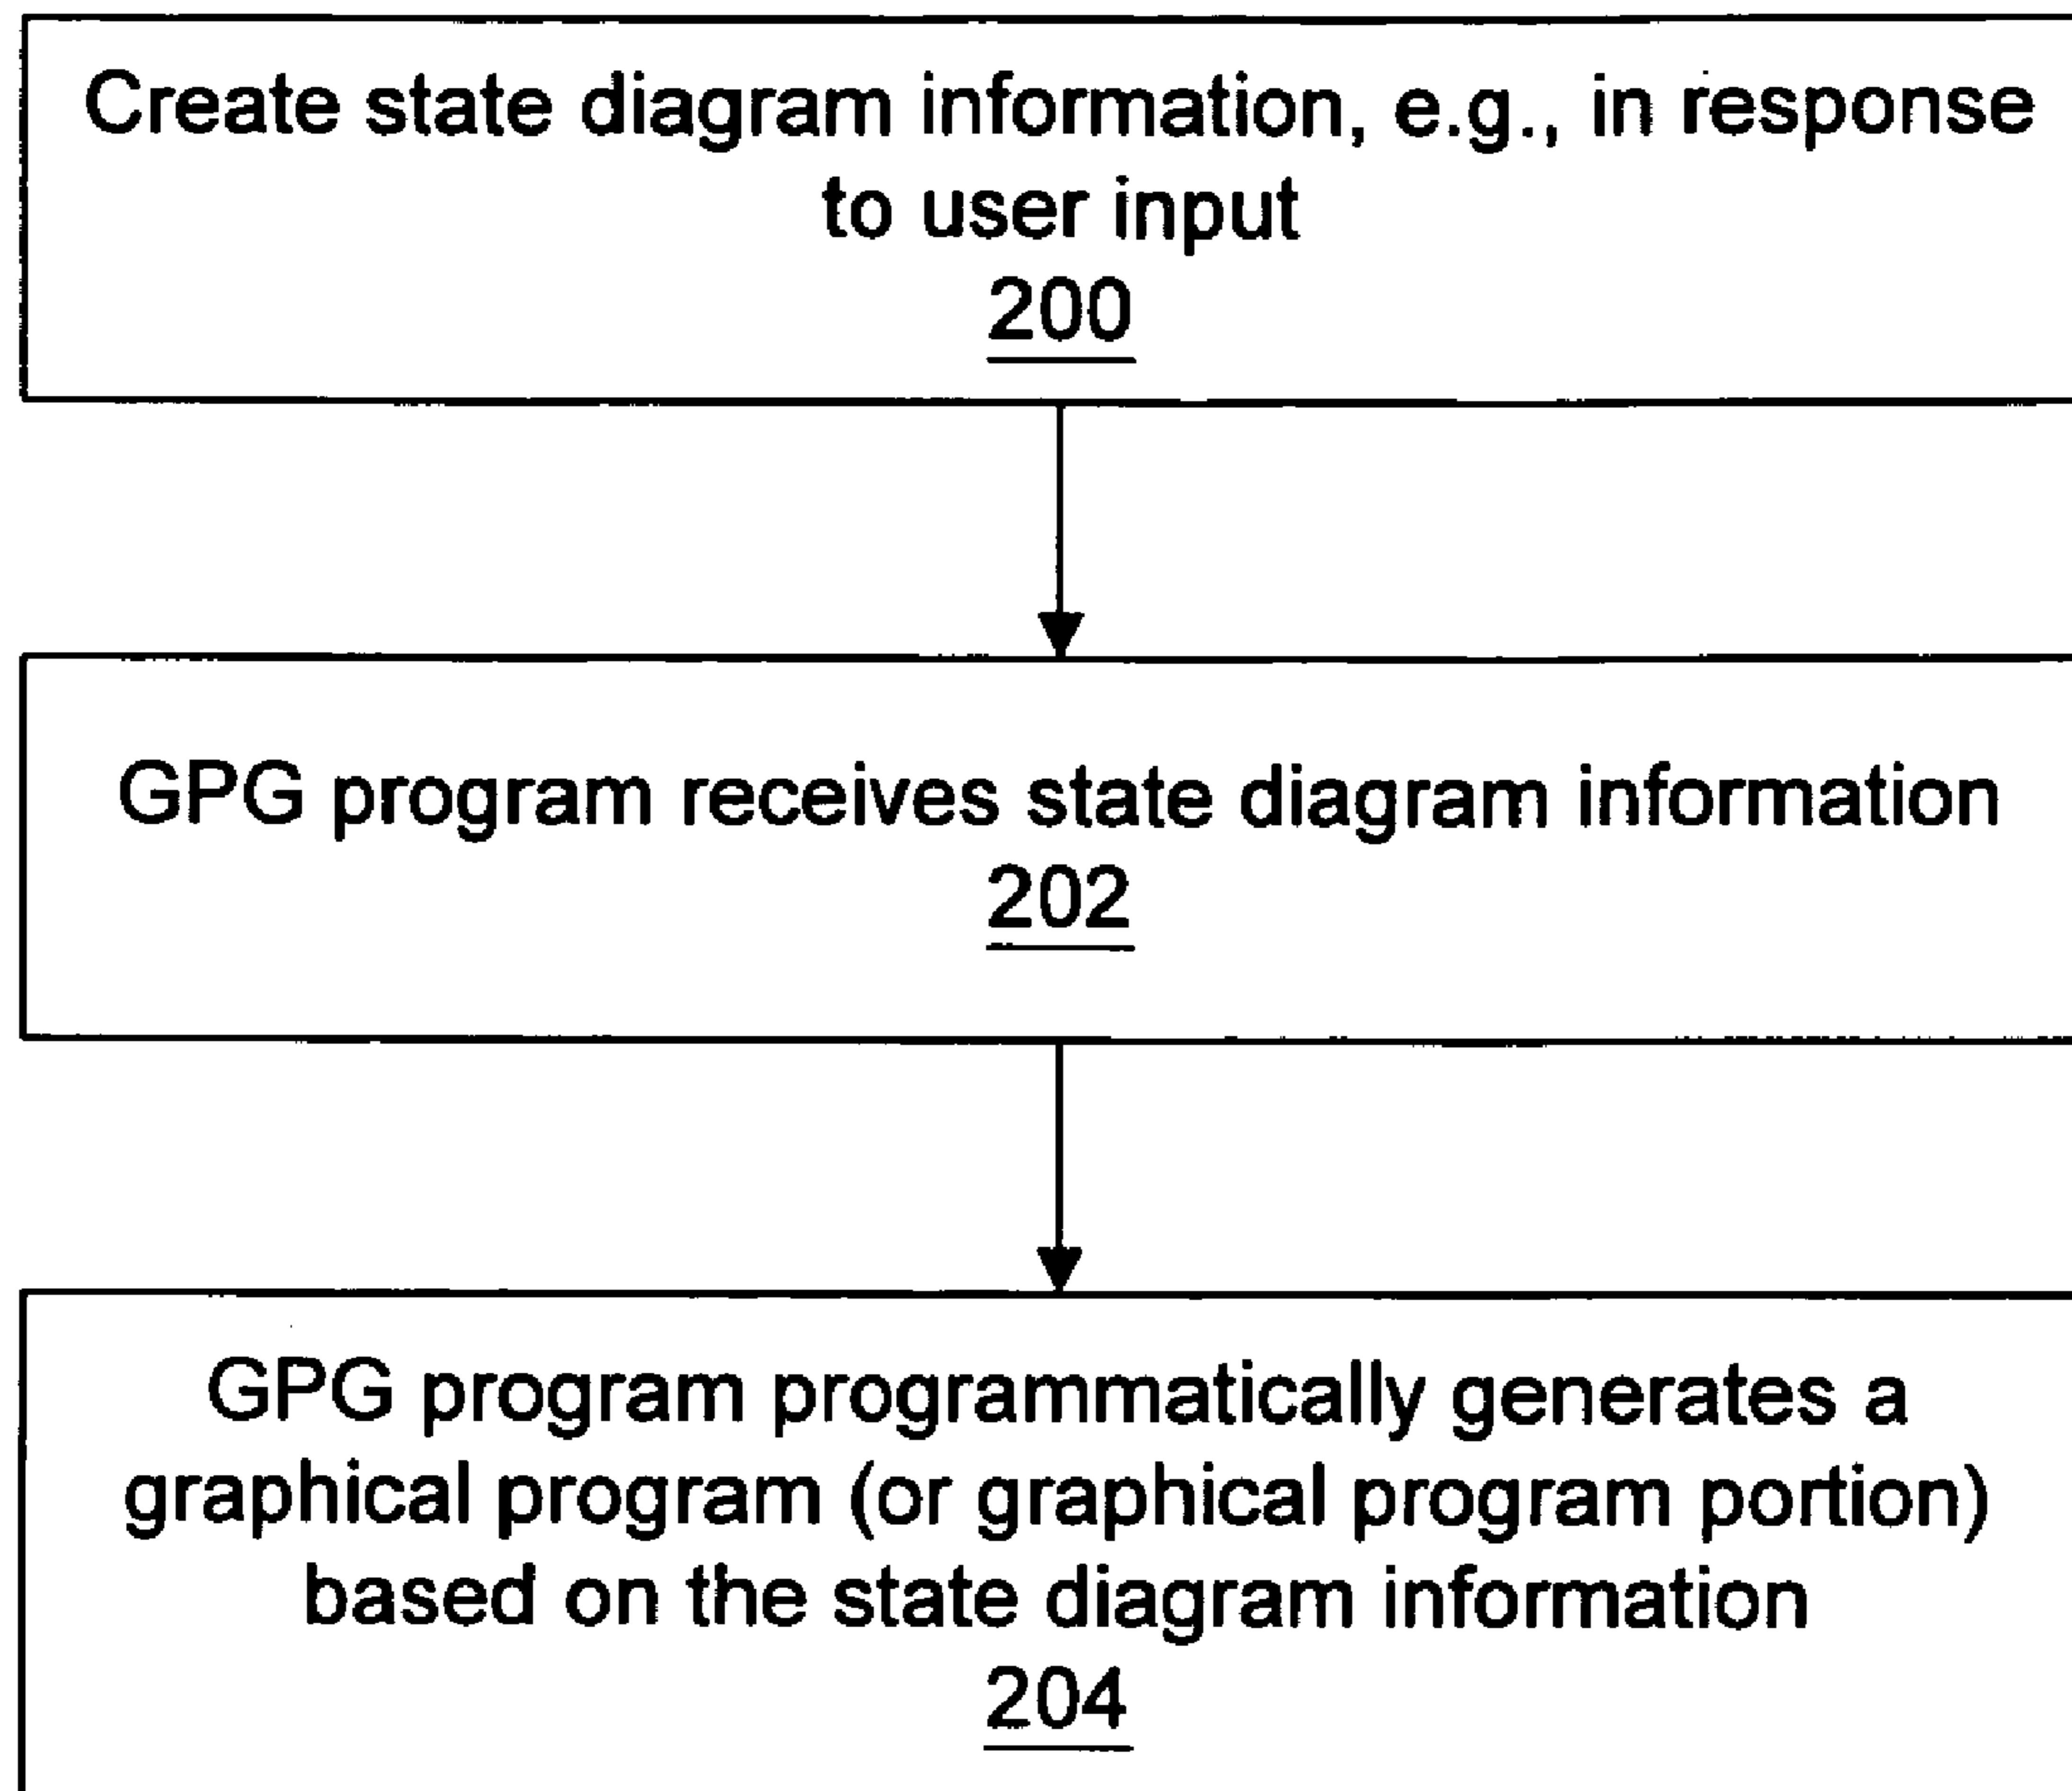 Create state diagram information, e.g., in response
to user input
200
GPG program receives state diagram information
202
GPG program programmatically generates a
graphical program (or graphical program portion)
based on the state diagram information
204